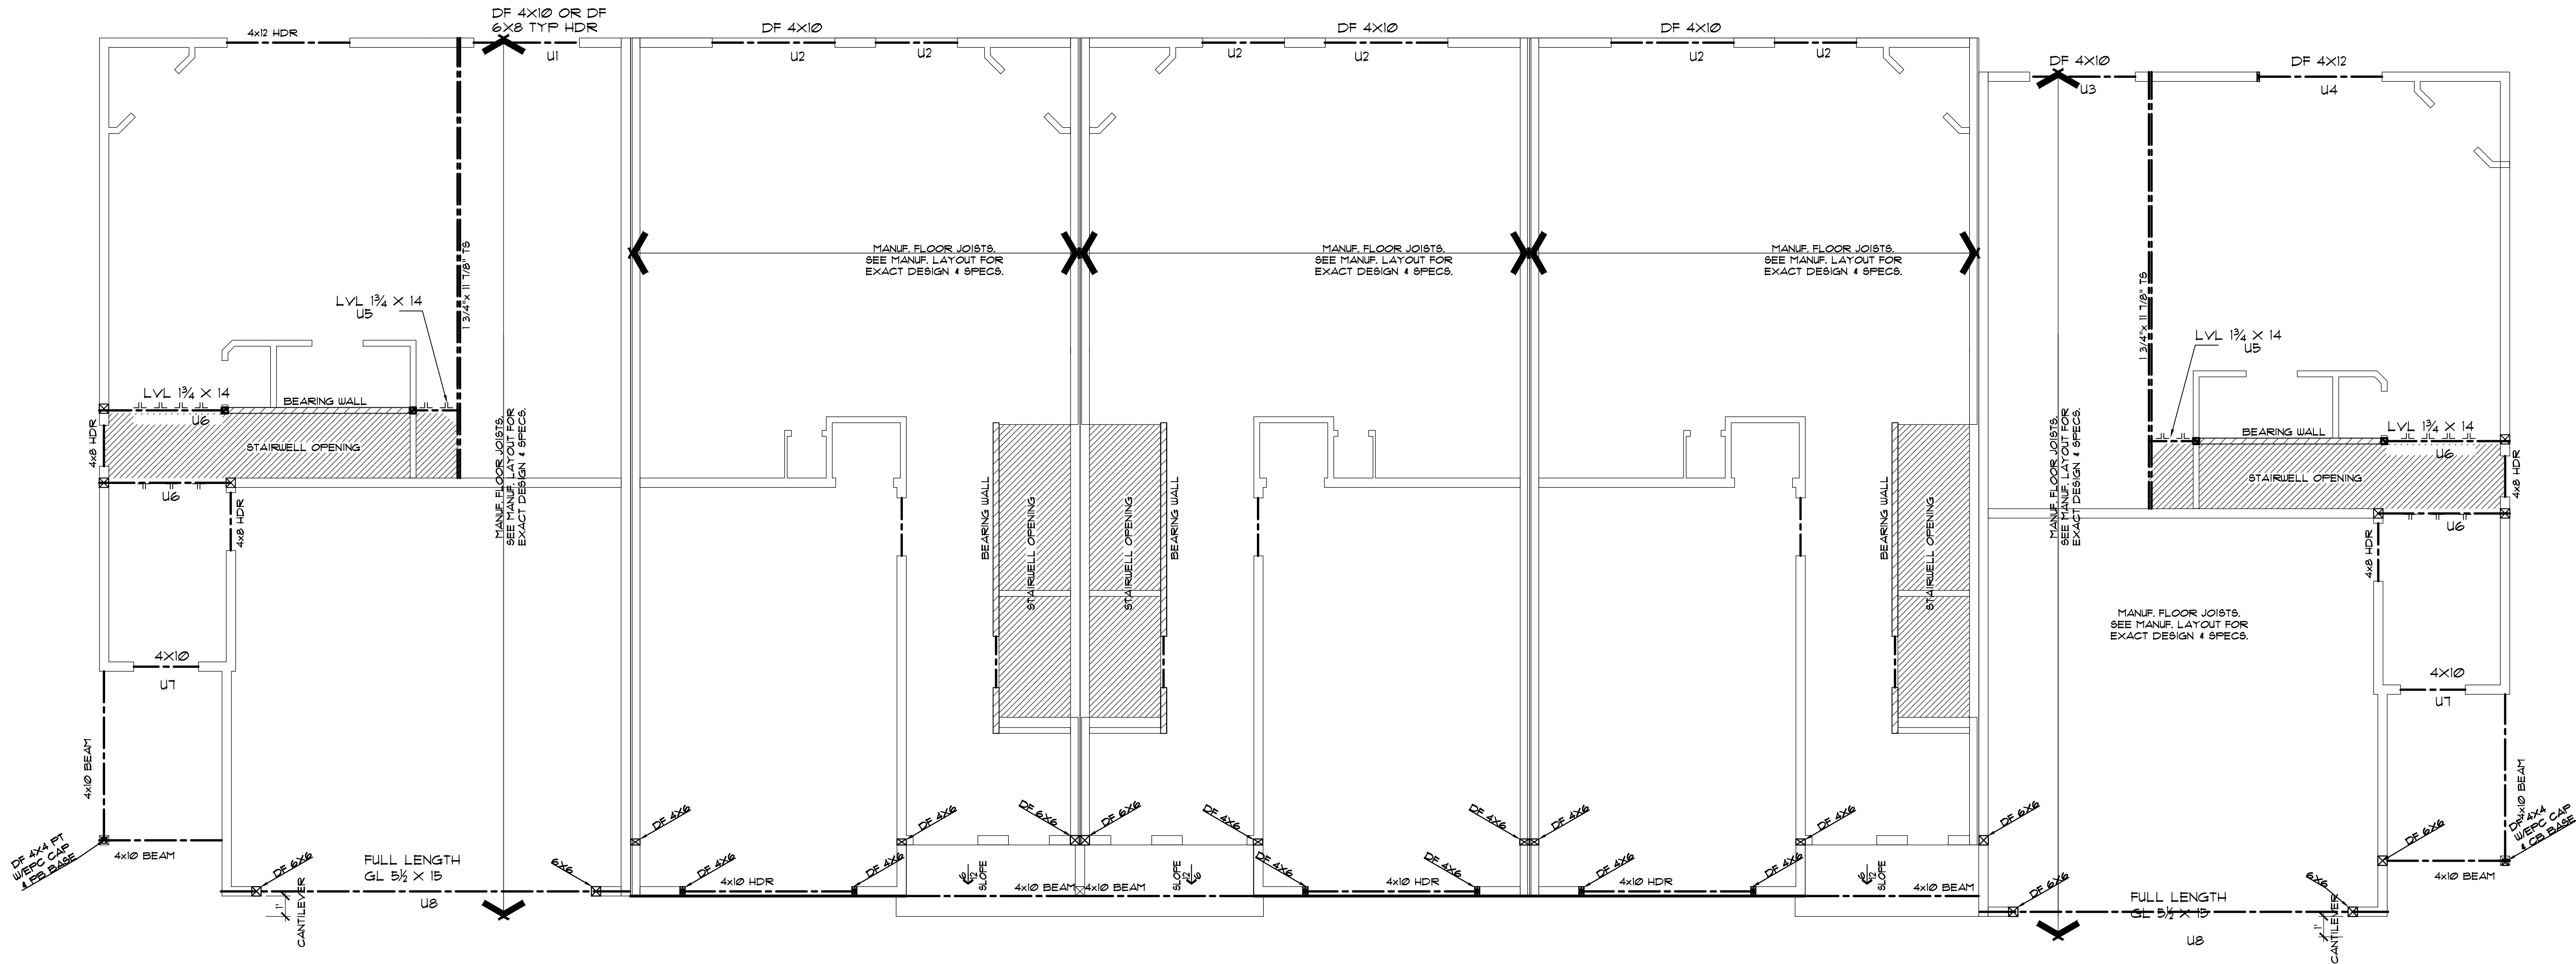 DF 4X10 OR DF
6X8 TYP HDR
4x12 HDR
U1
DF 4X10
U2
U2
DF 4X10
U2
U2
DF 4X10
U2
U2
DF 4X10
U3
DF 4X12
U4
MANUF. FLOOR JOISTS.
SEE MANUF. LAYOUT FOR
EXACT DESIGN & SPECS.
MANUF. FLOOR JOISTS.
SEE MANUF. LAYOUT FOR
EXACT DESIGN & SPECS.
MANUF. FLOOR JOISTS.
SEE MANUF. LAYOUT FOR
EXACT DESIGN & SPECS.
1 3/4"x 11 7/8" TS
1 3/4"x 11 7/8" TS
LVL 1¾ X 14
U5
LVL 1¾ X 14
U5
LVL 1¾ X 14
U6
BEARING WALL
STAIRWELL OPENING
4x8 HDR
U6
4x8 HDR
MANUF. FLOOR JOISTS.
SEE MANUF. LAYOUT FOR
EXACT DESIGN & SPECS.
BEARING WALL
STAIRWELL OPENING
STAIRWELL OPENING
BEARING WALL
BEARING WALL
STAIRWELL OPENING
MANUF. FLOOR JOISTS.
SEE MANUF. LAYOUT FOR
EXACT DESIGN & SPECS.
BEARING WALL
LVL 1¾ X 14
U6
STAIRWELL OPENING
4x8 HDR
U6
4x8 HDR
MANUF. FLOOR JOISTS.
SEE MANUF. LAYOUT FOR
EXACT DESIGN & SPECS.
4X10
U7
4X10
U7
4x10 BEAM
4x10 BEAM
DF 4X4 PT
W/EPC CAP
& PB BASE
4x10 BEAM
DF 6X6
FULL LENGTH
GL 5½ X 15
U8
6X6
1'
CANTILEVER
DF 4X6
DF 4X6
DF 4X6
DF 4X6
4x10 HDR
DF 6X6
DF 6X6
6
12
SLOPE
4x10 BEAM
4x10 BEAM
6
12
SLOPE
DF 4X6
DF 4X6
DF 4X6
DF 4X6
4x10 HDR
DF 4X6
DF 4X6
DF 4X6
DF 4X6
4x10 HDR
6
12
SLOPE
4x10 BEAM
DF 6X6
DF 6X6
FULL LENGTH
GL 5½ X 15
U8
6X6
1'
CANTILEVER
DF 6X6
4x10 BEAM
DF 4X4
W/EPC CAP
& CB BASE